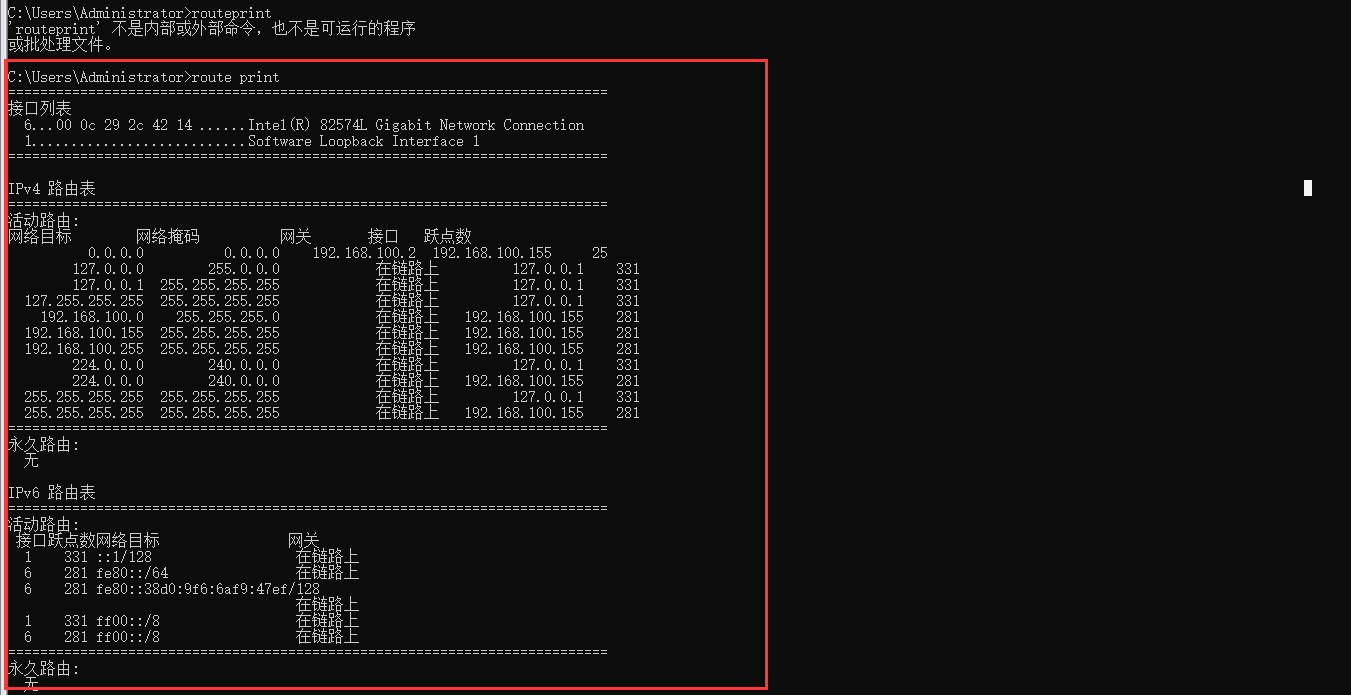 C:\Users\Administrator>routeprint
'routeprint' 不是内部或外部命令，也不是可运行的程序
或批处理文件。
C:\Users\Administrator>route print
===========================================================================
接口列表
  6...00 0c 29 2c 42 14 ......Intel(R) 82574L Gigabit Network Connection
  1...........................Software Loopback Interface 1
===========================================================================
IPv4 路由表
===========================================================================
活动路由:
网络目标        网络掩码          网关       接口   跃点数
          0.0.0.0          0.0.0.0    192.168.100.2  192.168.100.155     25
        127.0.0.0        255.0.0.0            在链路上         127.0.0.1    331
        127.0.0.1  255.255.255.255            在链路上         127.0.0.1    331
  127.255.255.255  255.255.255.255            在链路上         127.0.0.1    331
    192.168.100.0    255.255.255.0            在链路上   192.168.100.155    281
  192.168.100.155  255.255.255.255            在链路上   192.168.100.155    281
  192.168.100.255  255.255.255.255            在链路上   192.168.100.155    281
        224.0.0.0        240.0.0.0            在链路上         127.0.0.1    331
        224.0.0.0        240.0.0.0            在链路上   192.168.100.155    281
  255.255.255.255  255.255.255.255            在链路上         127.0.0.1    331
  255.255.255.255  255.255.255.255            在链路上   192.168.100.155    281
===========================================================================
永久路由:
  无
IPv6 路由表
===========================================================================
活动路由:
 接口跃点数网络目标                网关
  1    331 ::1/128                  在链路上
  6    281 fe80::/64                在链路上
  6    281 fe80::38d0:9f6:6af9:47ef/128
                                    在链路上
  1    331 ff00::/8                 在链路上
  6    281 ff00::/8                 在链路上
===========================================================================
永久路由:
  无